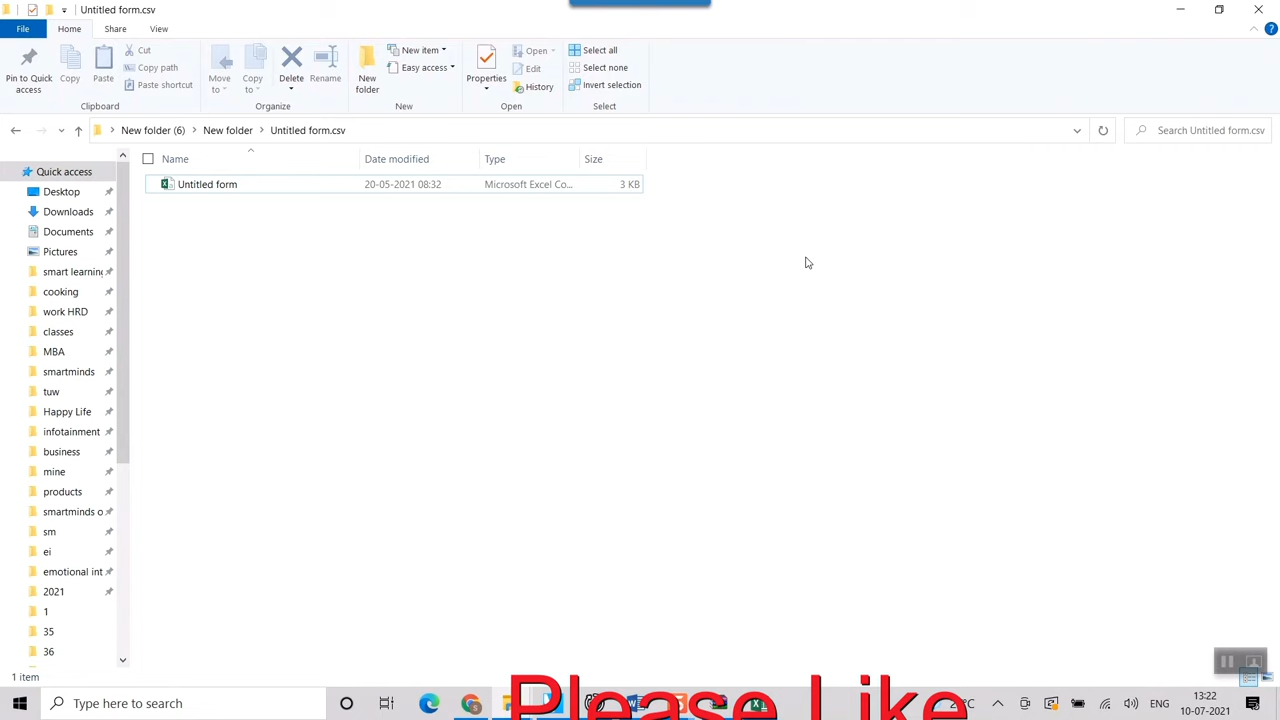 Untitled form.csv
File Home Share View
Pin to Quick access
Copy
Paste
Cut
Copy path
Paste shortcut
Clipboard
Move to
Copy to
Delete
Rename
Organize
New folder
New item
Easy access
New
Properties
Open
Edit
History
Open
Select all
Select none
Invert selection
Select
New folder (6) New folder Untitled form.csv
Search Untitled form.csv
Name Date modified Type Size
Untitled form 20-05-2021 08:32 Microsoft Excel Co... 3 KB
Quick access
Desktop
Downloads
Documents
Pictures
smart learning
cooking
work HRD
classes
MBA
smartminds
tuw
Happy Life
infotainment
business
mine
products
smartminds o
sm
ei
emotional int
2021
1
35
36
1 item
Please Like
Type here to search
ENG
13:22
10-07-2021